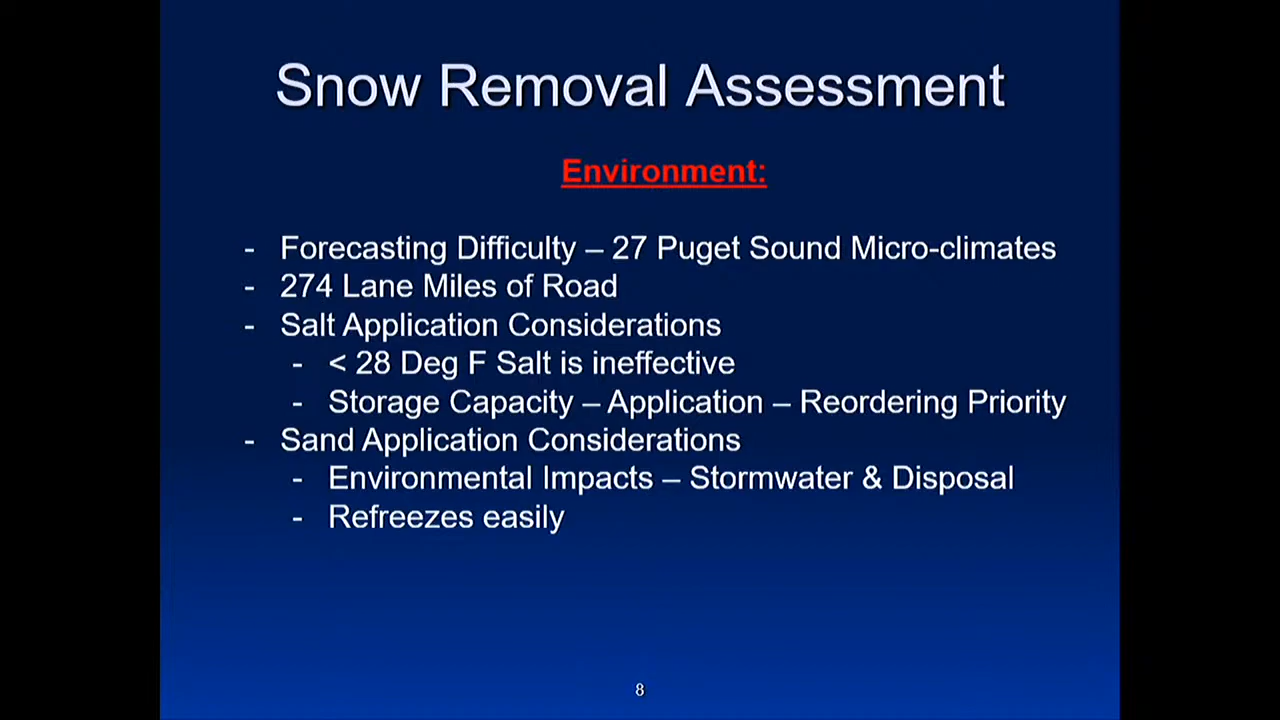 Snow Removal Assessment
Environment:
- Forecasting Difficulty – 27 Puget Sound Micro-climates
- 274 Lane Miles of Road
- Salt Application Considerations
- < 28 Deg F Salt is ineffective
- Storage Capacity – Application – Reordering Priority
- Sand Application Considerations
- Environmental Impacts – Stormwater & Disposal
- Refreezes easily
8